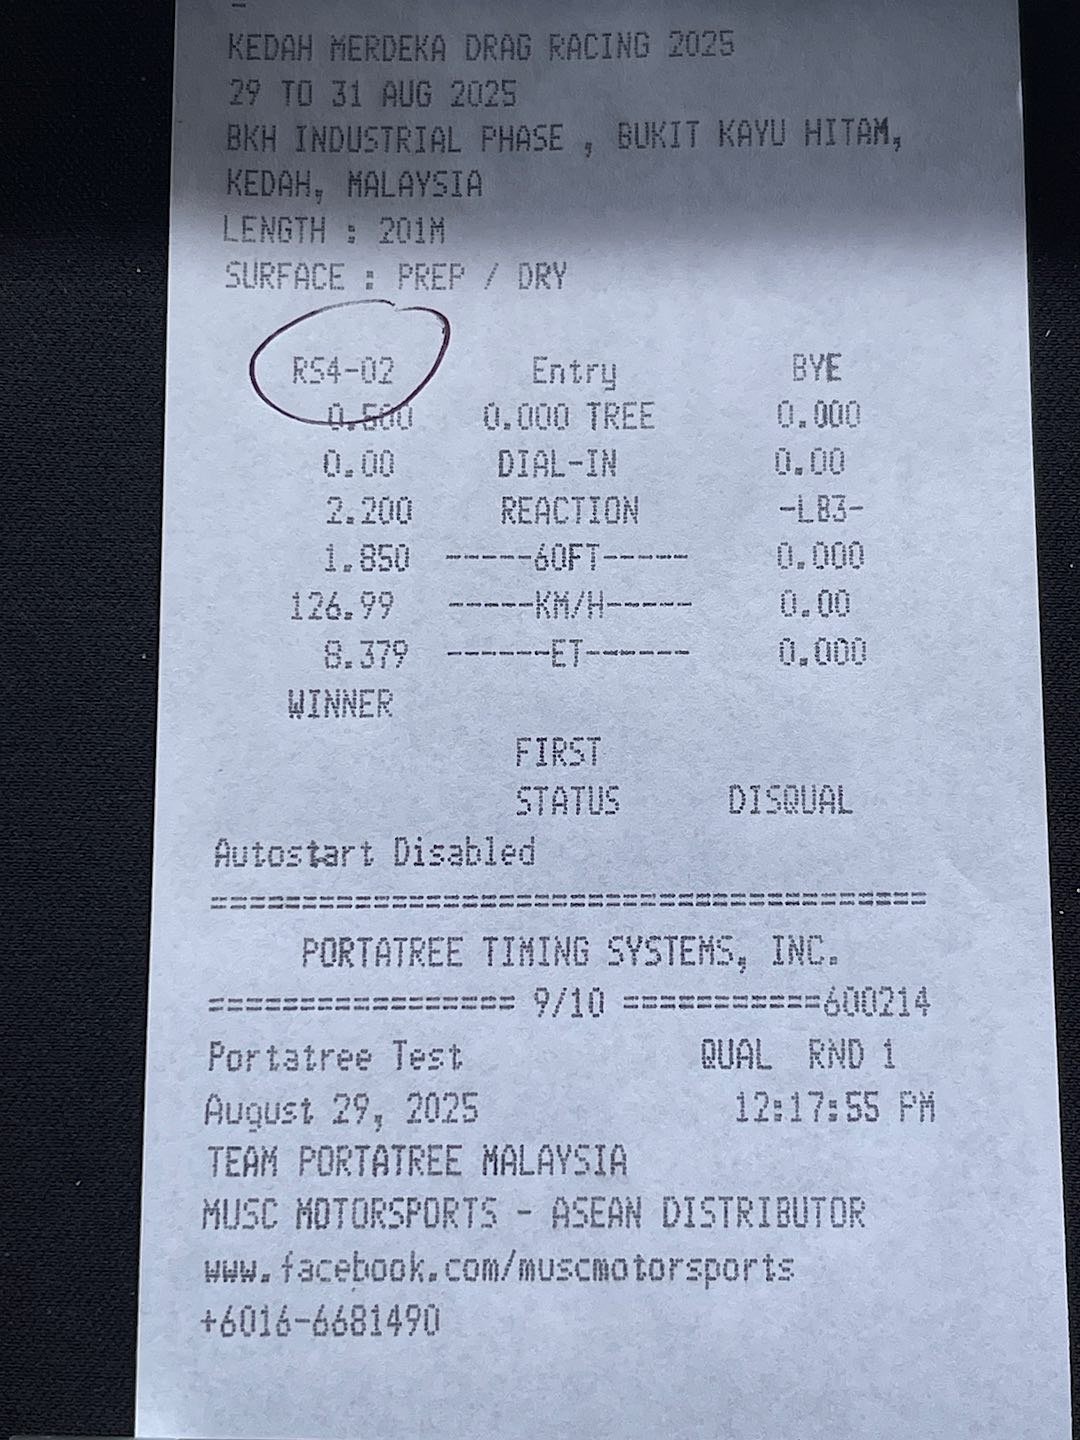 KEDAH MERDEKA DRAG RACING 2025
29 TO 31 AUG 2025
BKH INDUSTRIAL PHASE , BUKIT KAYU HITAM,
KEDAH, MALAYSIA
LENGTH : 201M
SURFACE : PREP / DRY
RS4-02 Entry BYE
0.500 0.000 TREE 0.000
0.00 DIAL-IN 0.00
2.200 REACTION -LB3-
1.850 -----60FT----- 0.000
126.99 -----KM/H----- 0.00
8.379 ------ET------ 0.000
WINNER
FIRST
STATUS DISQUAL
Autostart Disabled
========================================
PORTATREE TIMING SYSTEMS, INC.
================= 9/10 ===========600214
Portatree Test QUAL RND 1
August 29, 2025 12:17:55 PM
TEAM PORTATREE MALAYSIA
MUSC MOTORSPORTS - ASEAN DISTRIBUTOR
www.facebook.com/muscmotorsports
+6016-6681490